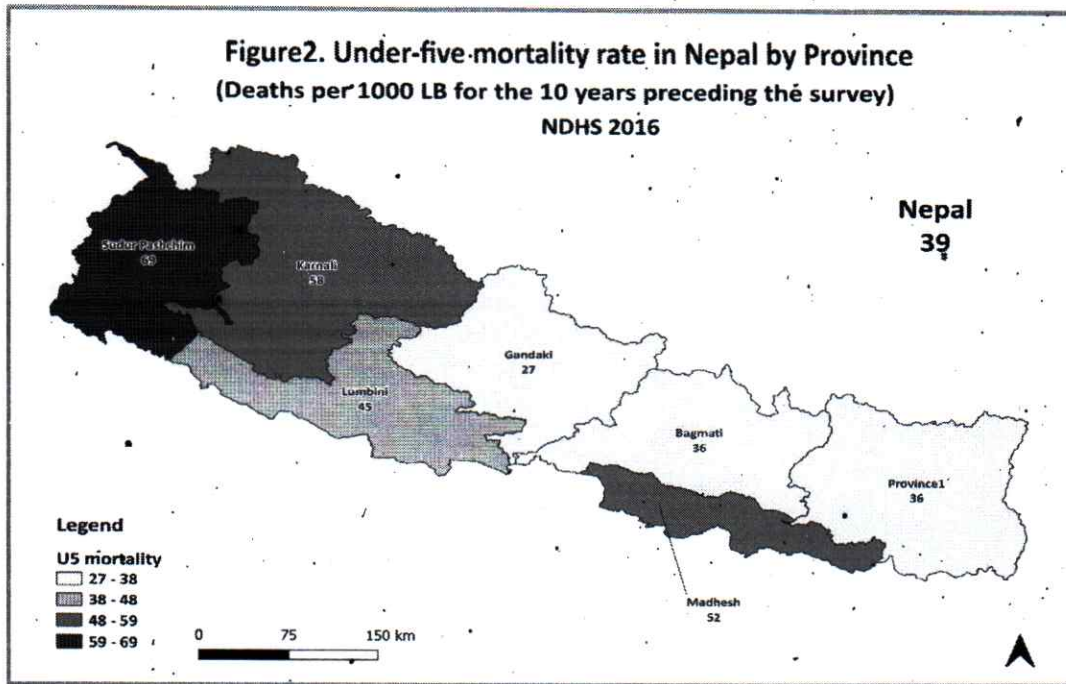 Figure2. Under-five mortality rate in Nepal by Province
(Deaths per 1000 LB for the 10 years preceding the survey)
NDHS 2016
Nepal
39
Sudur Pashchim
69
Karnali
58
Gandaki
27
Lumbini
45
Bagmati
36
Province1
36
Madhesh
52
Legend
U5 mortality
27 - 38
38 - 48
48 - 59
59 - 69
0 75 150 km